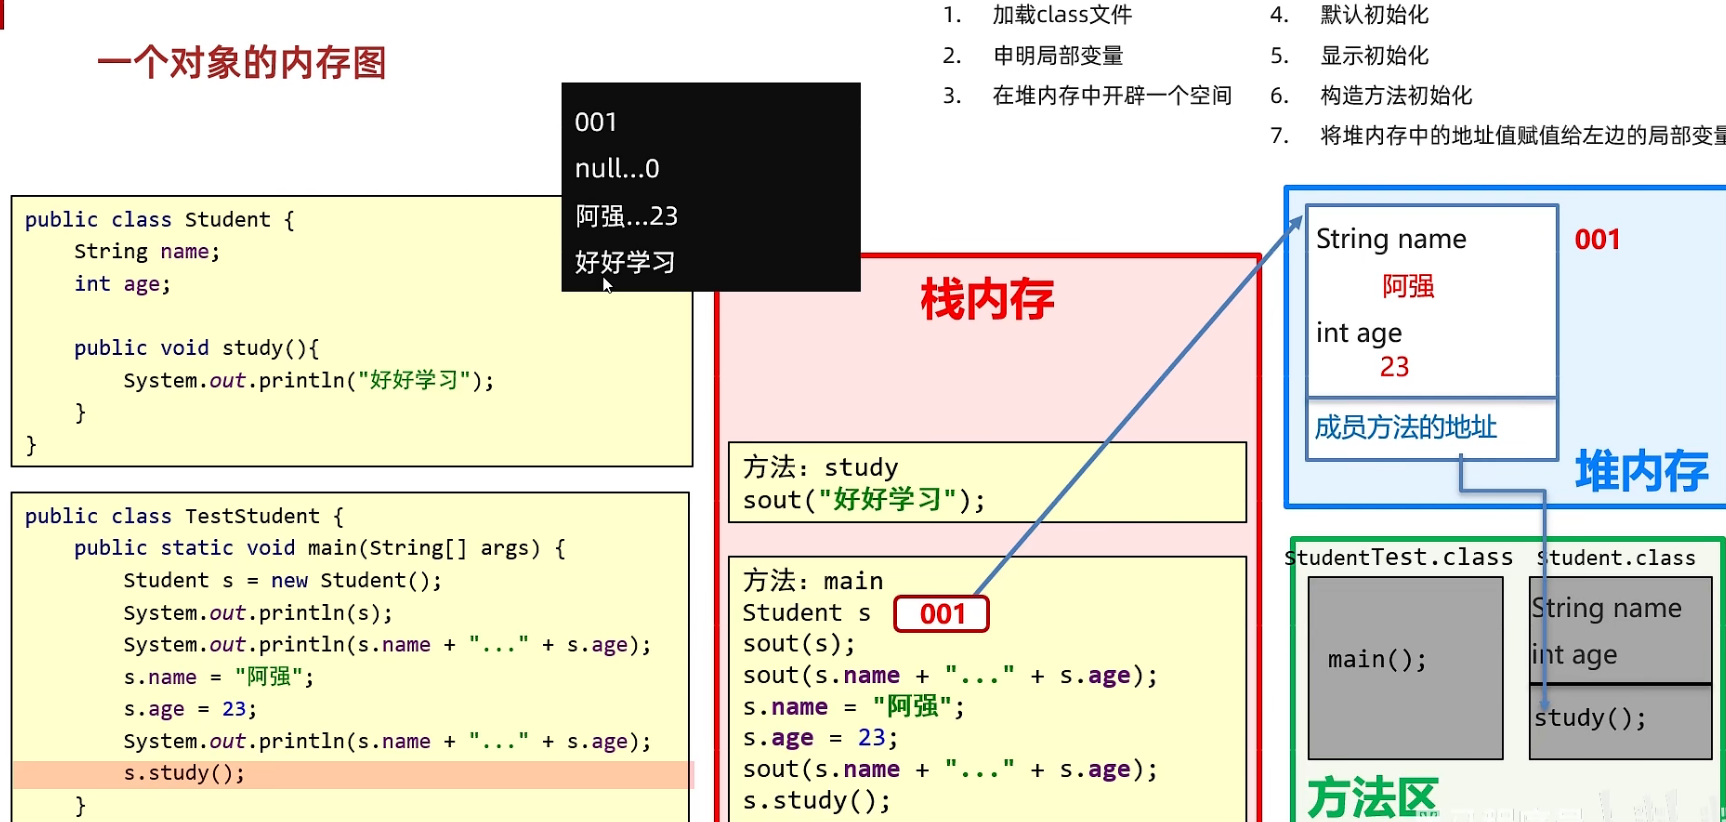 一个对象的内存图
1. 加载class文件
2. 申明局部变量
3. 在堆内存中开辟一个空间
4. 默认初始化
5. 显示初始化
6. 构造方法初始化
7. 将堆内存中的地址值赋值给左边的局部变量
001
null...0
阿强...23
好好学习
public class Student {
String name;
int age;
public void study(){
System.out.println("好好学习");
}
}
public class TestStudent {
public static void main(String[] args) {
Student s = new Student();
System.out.println(s);
System.out.println(s.name + "..." + s.age);
s.name = "阿强";
s.age = 23;
System.out.println(s.name + "..." + s.age);
s.study();
}
栈内存
方法：study
sout("好好学习");
方法：main
Student s 001
sout(s);
sout(s.name + "..." + s.age);
s.name = "阿强";
s.age = 23;
sout(s.name + "..." + s.age);
s.study();
String name
阿强
int age
23
成员方法的地址
001
堆内存
studentTest.class
main();
student.class
String name
int age
study();
方法区